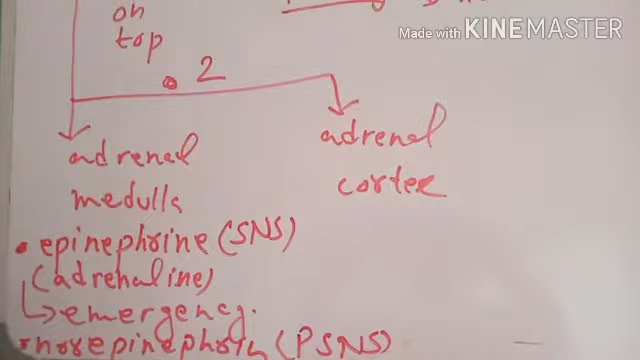 on
top
Made with KINEMASTER
• 2
adrenal
medulla
adrenal
cortex
• epinephrine (SNS)
(adrenaline)
↳ emergency.
• norepinephrin (PSNS)